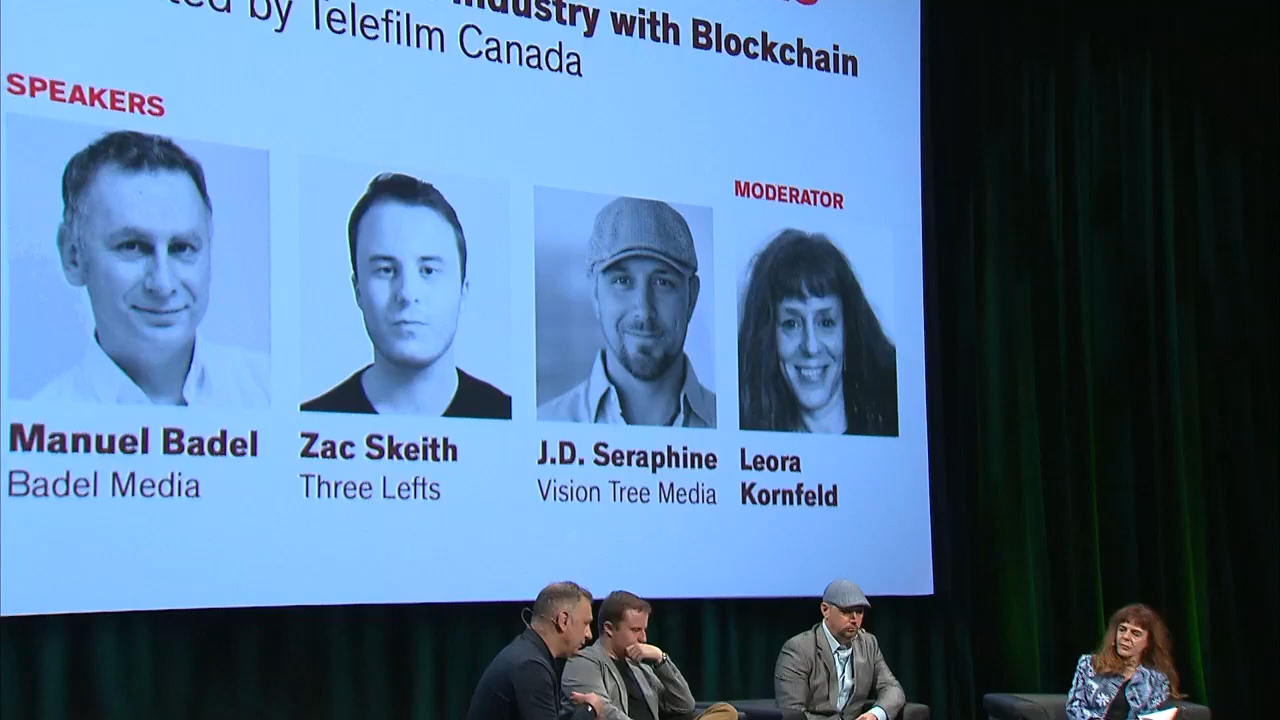 Industry with Blockchain
by Telefilm Canada
SPEAKERS
MODERATOR
Manuel Badel
Badel Media
Zac Skeith
Three Lefts
J.D. Seraphine
Vision Tree Media
Leora
Kornfeld